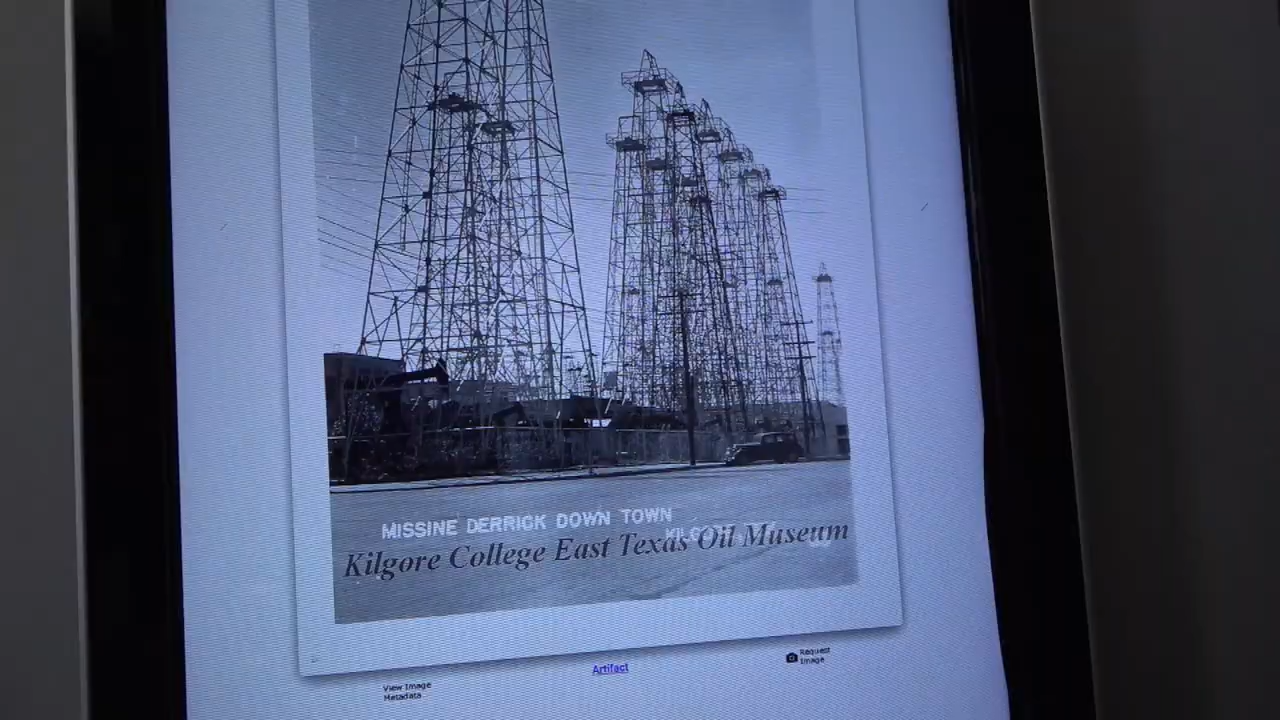 MISSINE DERRICK DOWN TOWN
Kilgore College East Texas Oil Museum
Artifact
Request
Image
View Image
Metadata